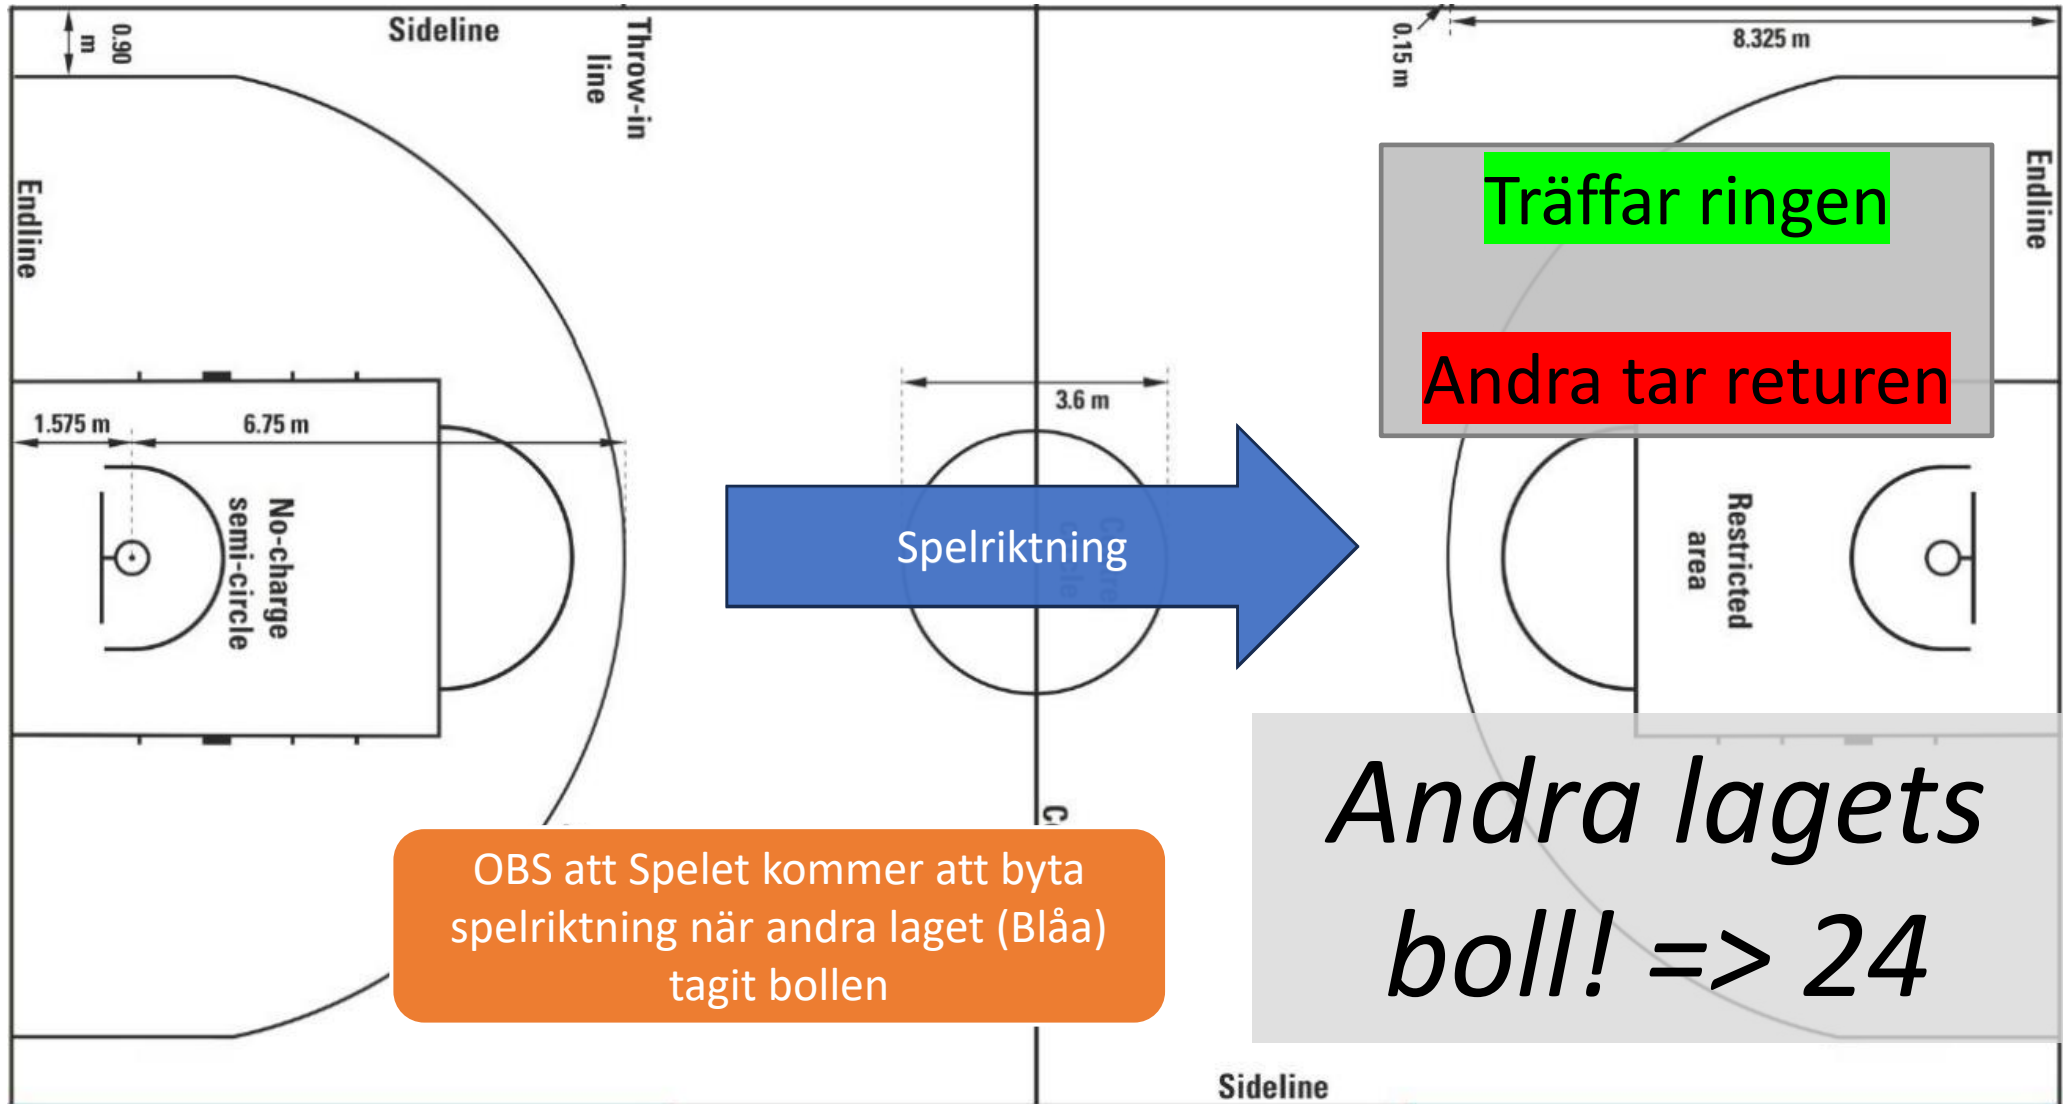 Sideline
Throw-in
line
0.90
m
0.15 m
8.325 m
Endline
Endline
Träffar ringen
Andra tar returen
3.6 m
1.575 m
6.75 m
No-charge
semi-circle
Spelriktning
Restricted
area
Andra lagets
boll! => 24
OBS att Spelet kommer att byta
spelriktning när andra laget (Blåa)
tagit bollen
Sideline